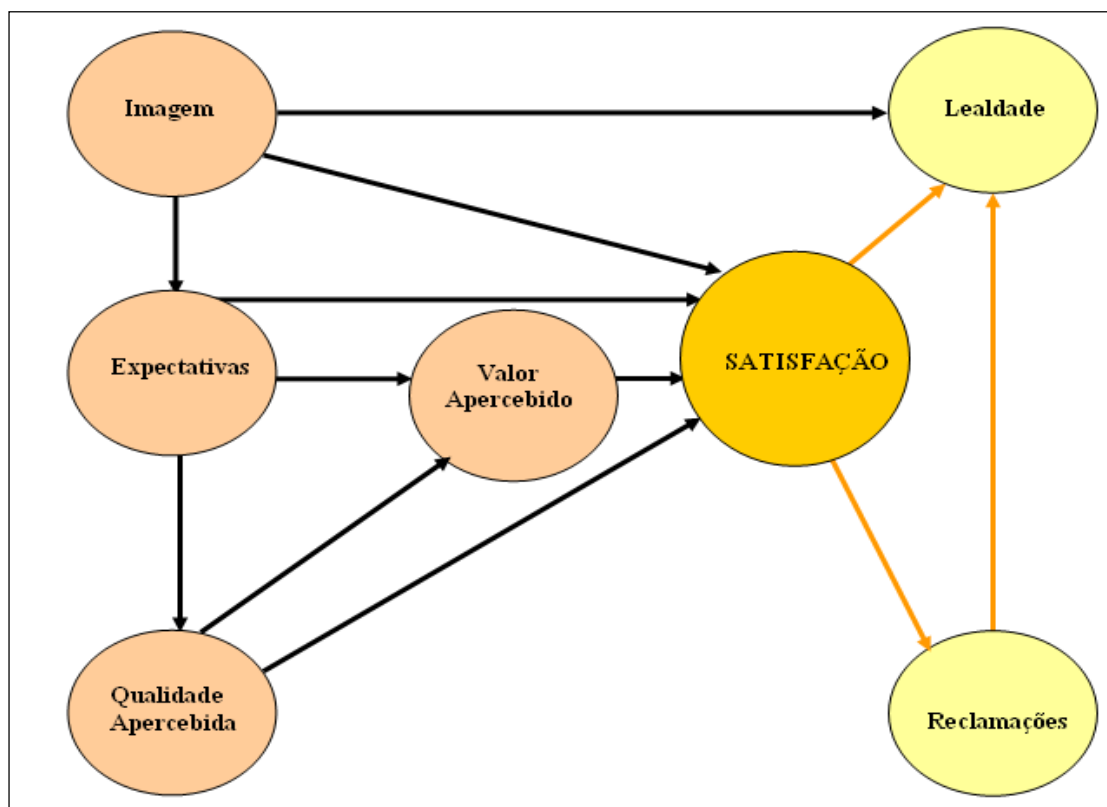 Imagem
Lealdade
Expectativas
Valor
Apercebido
SATISFAÇÃO
Qualidade
Apercebida
Reclamações